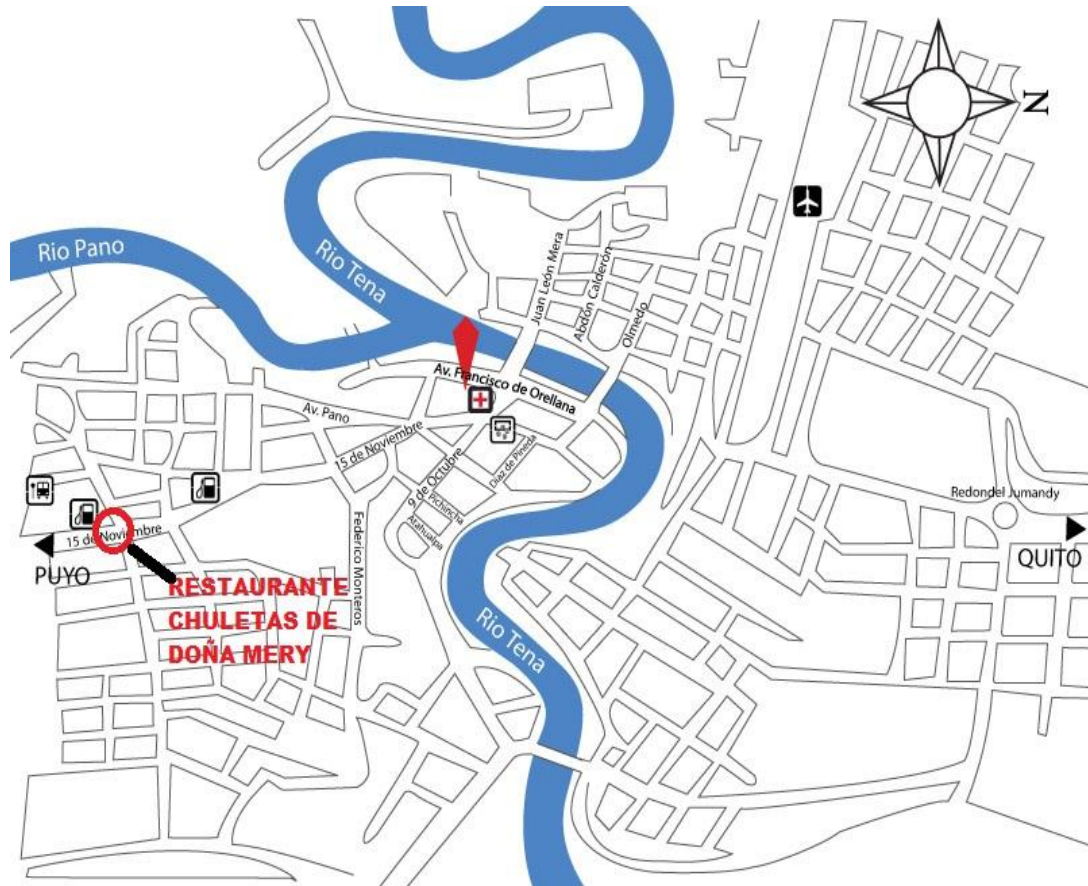 N
Rio Pano
Rio Tena
Juan León Mera
Abdón Calderón
Olmedo
Av. Francisco de Orellana
Av. Pano
15 de Noviembre
9 de Octubre
Diaz de Pineda
Pichincha
Atahualpa
Redondel Jumandy
QUITO
15 de Noviembre
PUYO
Federico Monteros
RESTAURANTE
CHULETAS DE
DOÑA MERY
Rio Tena